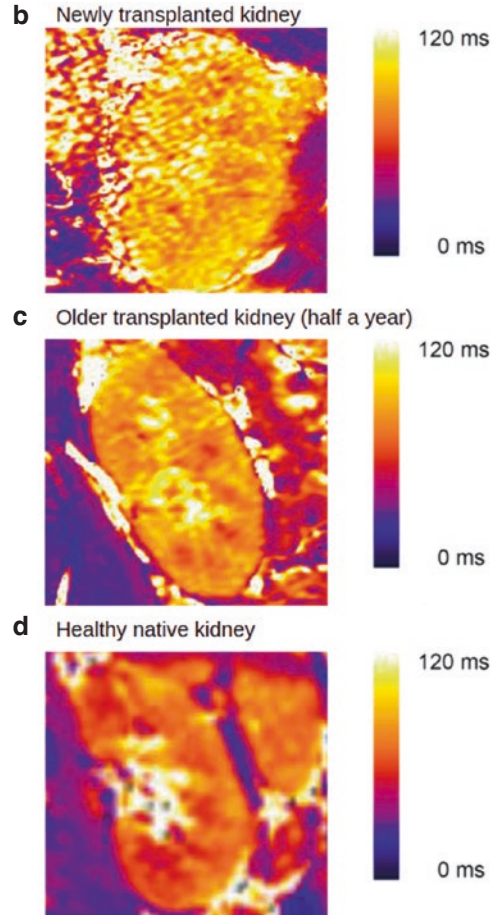 b Newly transplanted kidney
120 ms
0 ms
c Older transplanted kidney (half a year)
120 ms
0 ms
d Healthy native kidney
120 ms
0 ms